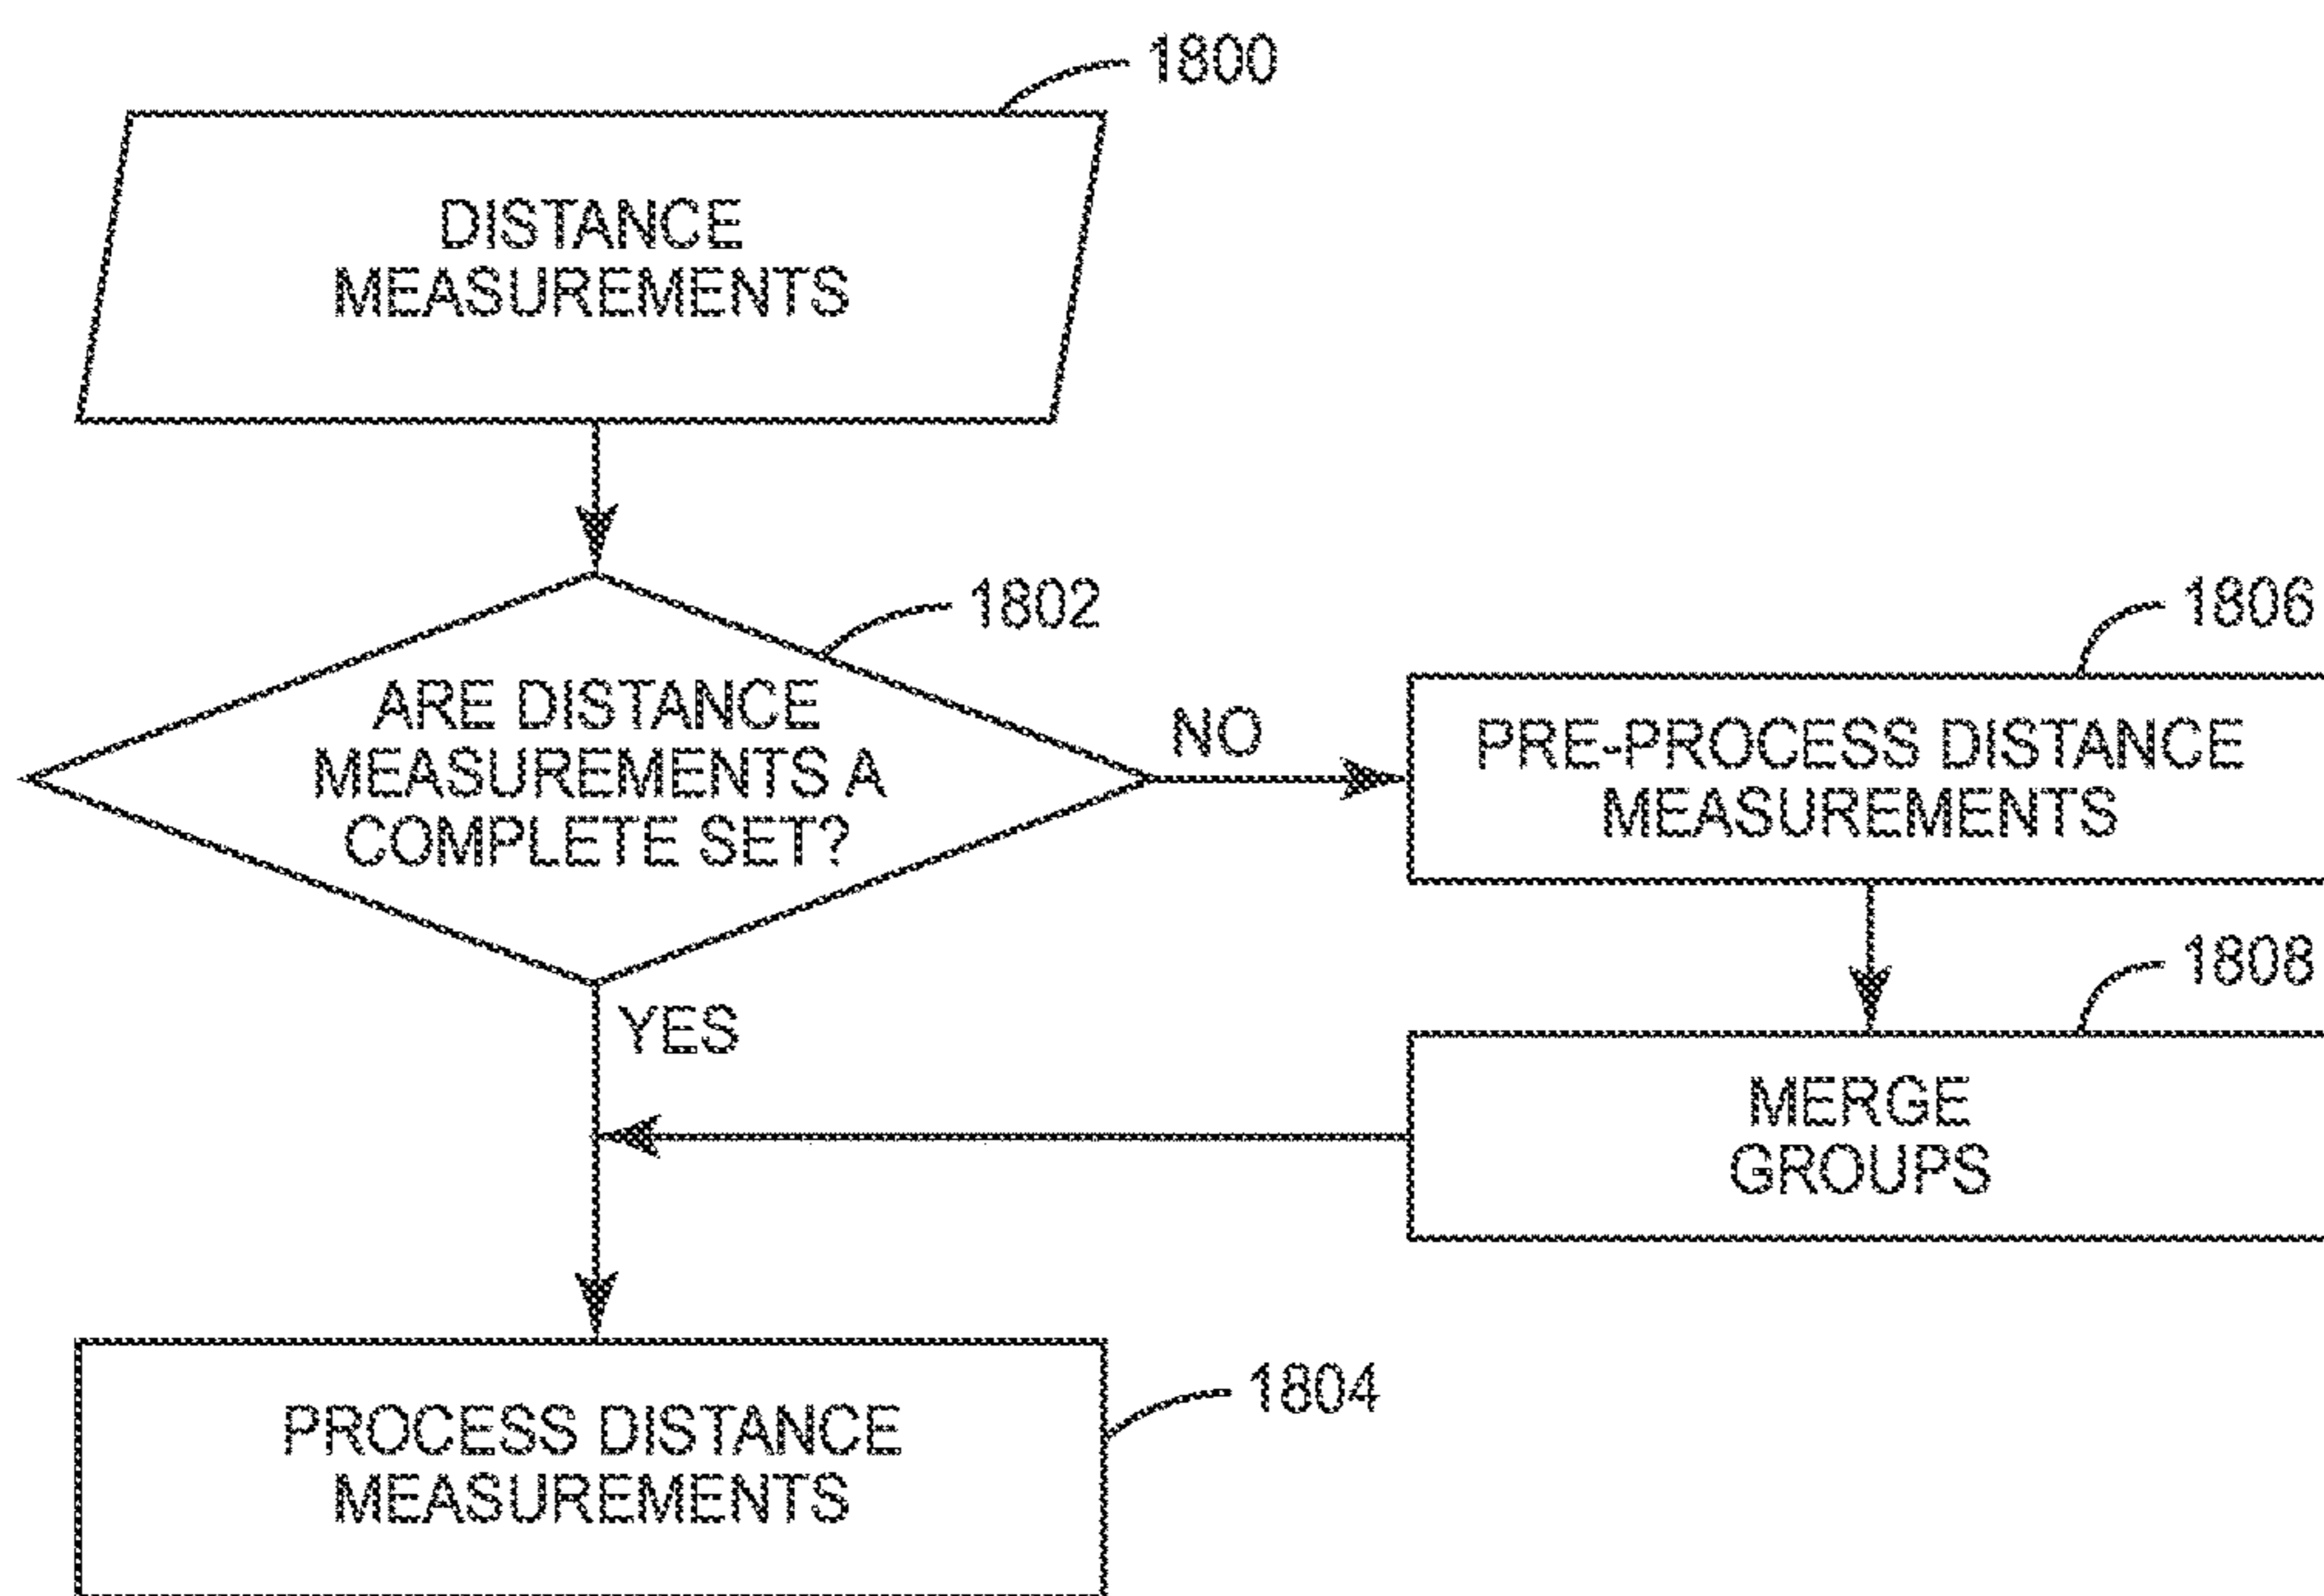 1800
DISTANCE
MEASUREMENTS
1802
ARE DISTANCE
MEASUREMENTS A
COMPLETE SET?
NO
1806
PRE-PROCESS DISTANCE
MEASUREMENTS
YES
1808
MERGE
GROUPS
1804
PROCESS DISTANCE
MEASUREMENTS